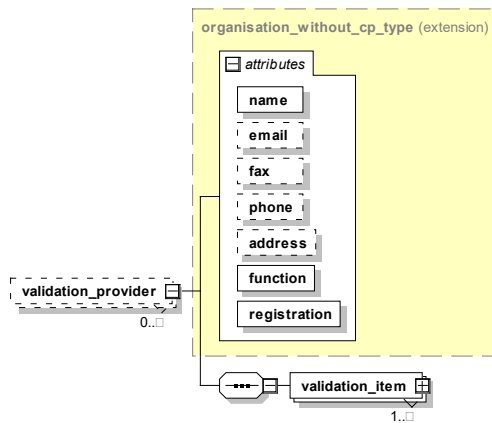 organisation_without_cp_type (extension)
attributes
name
email
fax
phone
address
function
registration
validation_provider
0..□
validation_item
1..□